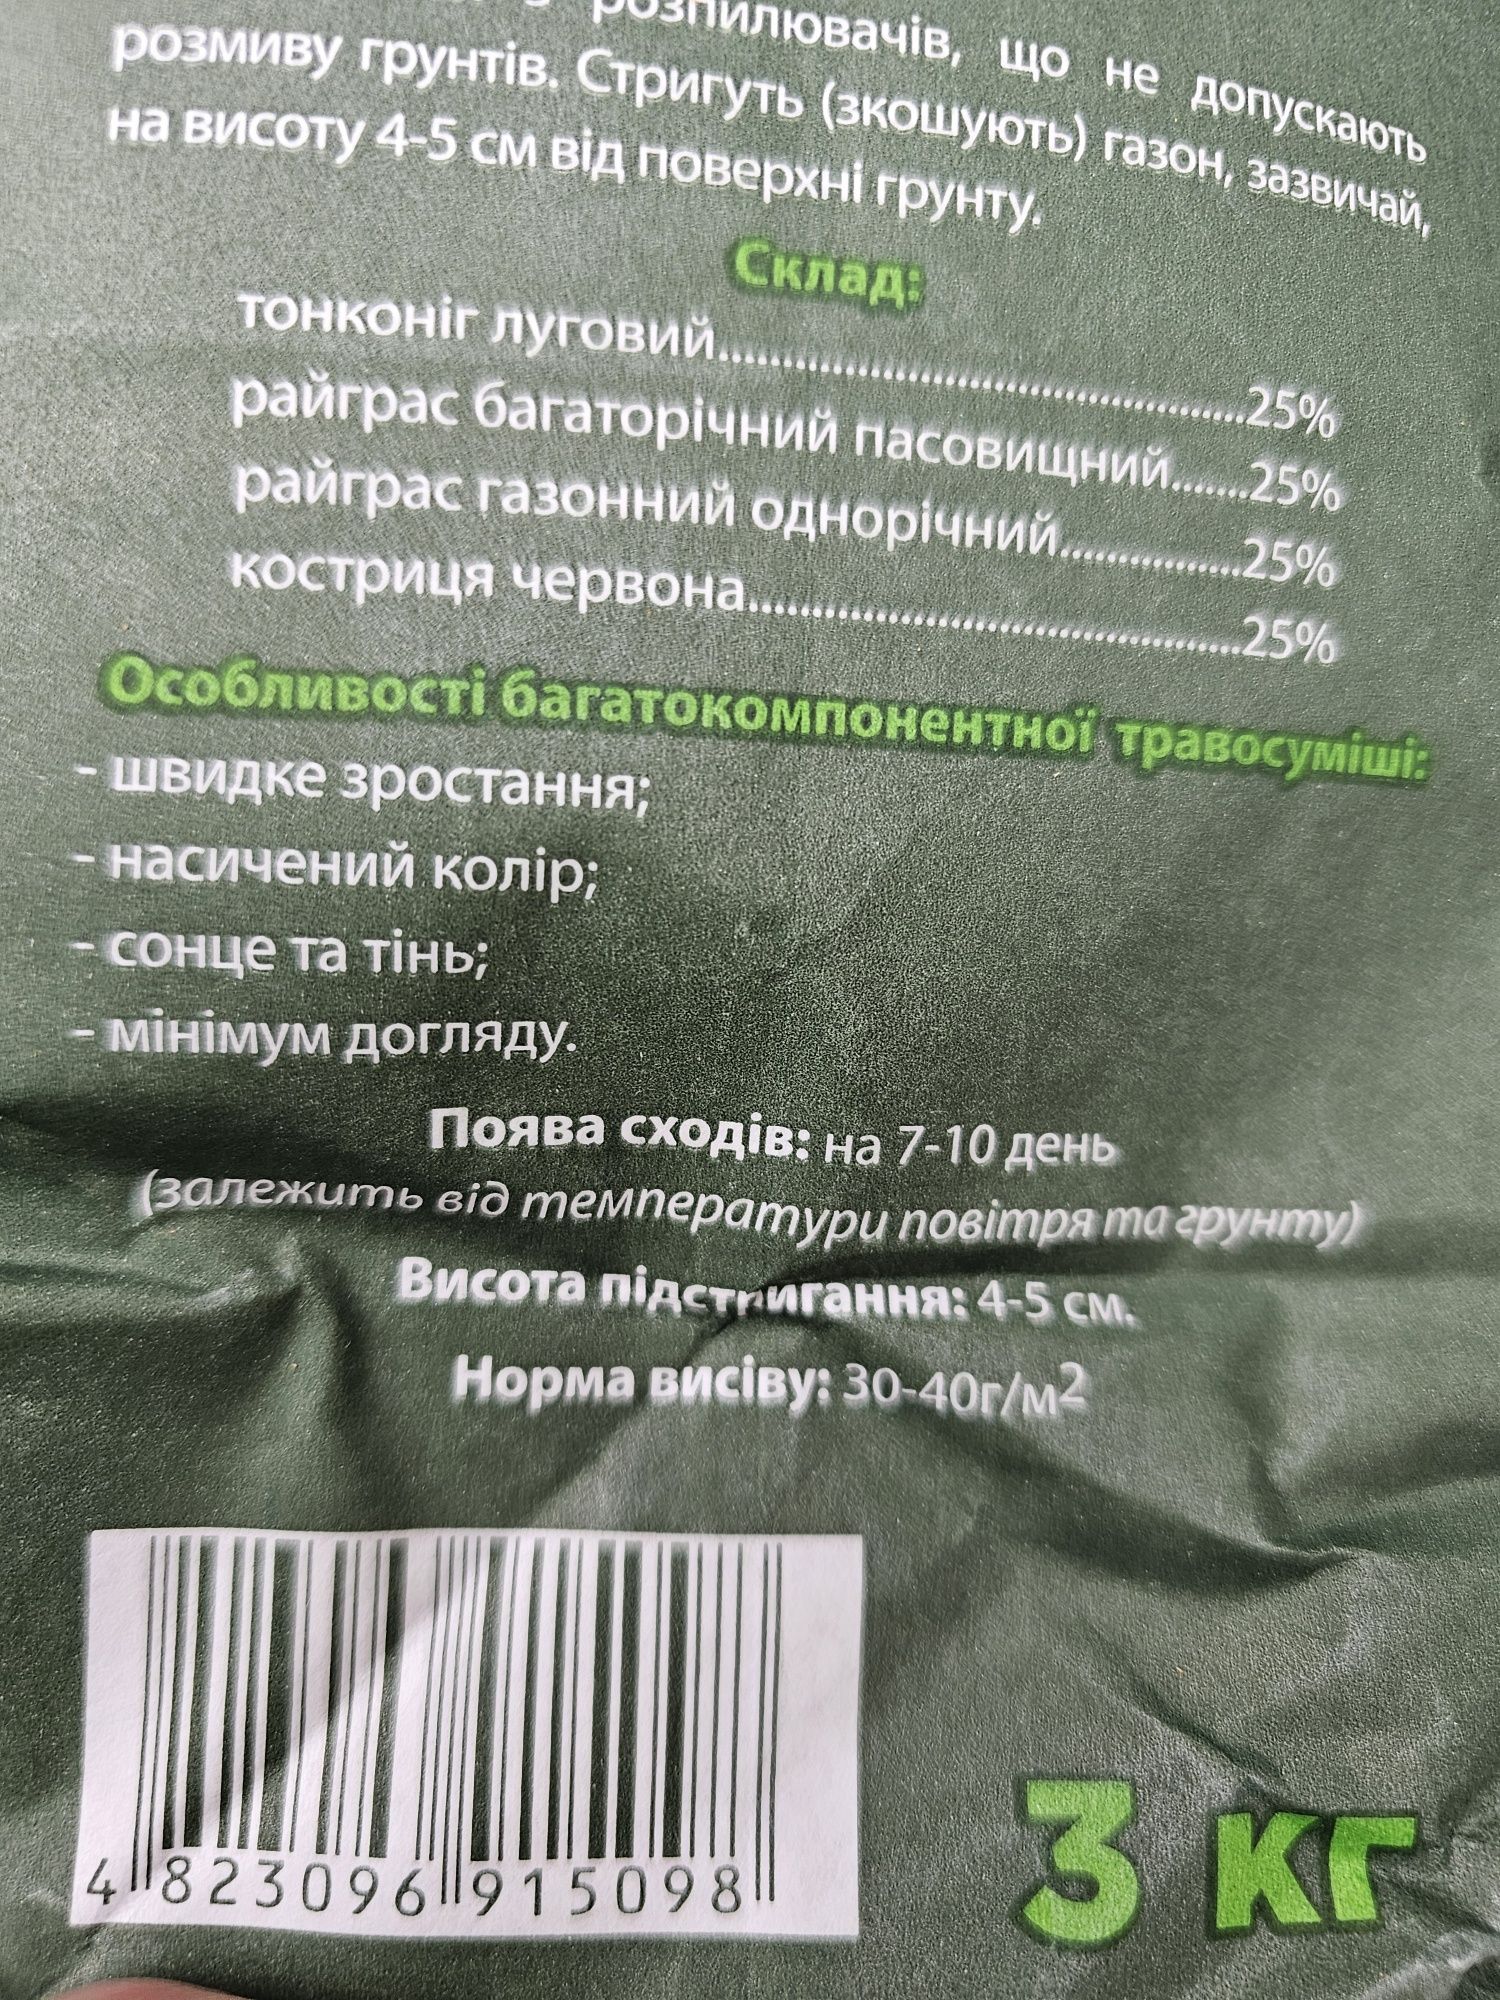 розпилювачів, що не допускають
розмиву грунтів. Стригуть (зкошують) газон, зазвичай,
на висоту 4-5 см від поверхні грунту.
Склад:
тонконіг луговий......................................................25%
райграс багаторічний пасовищний........25%
райграс газонний однорічний...................25%
костриця червона...................................................25%
Особливості багатокомпонентної травосуміші:
- швидке зростання;
- насичений колір;
- сонце та тінь;
- мінімум догляду.
Поява сходів: на 7-10 день
(залежить від температури повітря та грунту)
Висота підстригання: 4-5 см.
Норма висіву: 30-40г/м2
4 823096 915098
3 кг